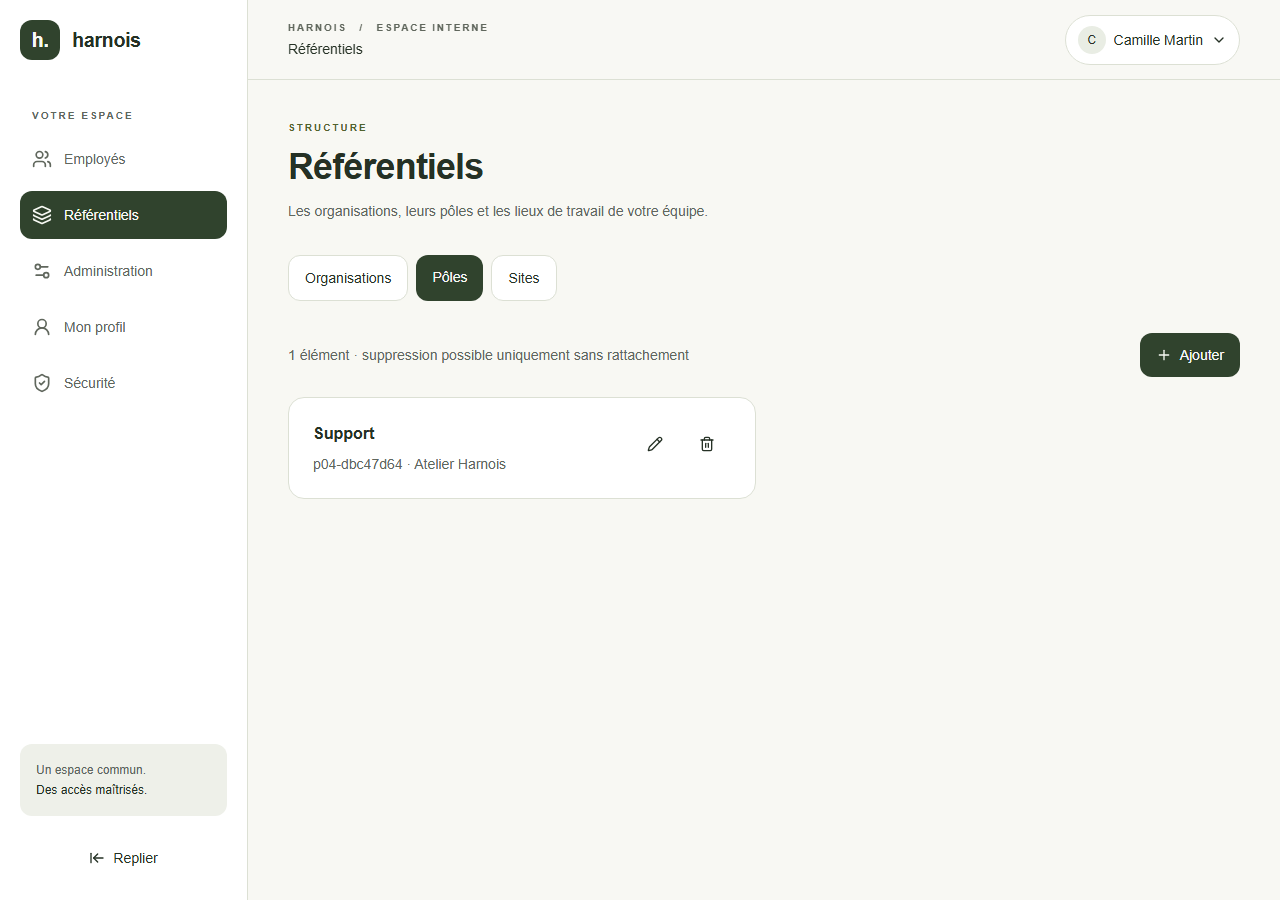 h. harnois
HARNOIS / ESPACE INTERNE
Référentiels
C Camille Martin
VOTRE ESPACE
Employés
Référentiels
Administration
Mon profil
Sécurité
Un espace commun.
Des accès maîtrisés.
Replier
STRUCTURE
Référentiels
Les organisations, leurs pôles et les lieux de travail de votre équipe.
Organisations Pôles Sites
1 élément · suppression possible uniquement sans rattachement
Ajouter
Support
p04-dbc47d64 · Atelier Harnois